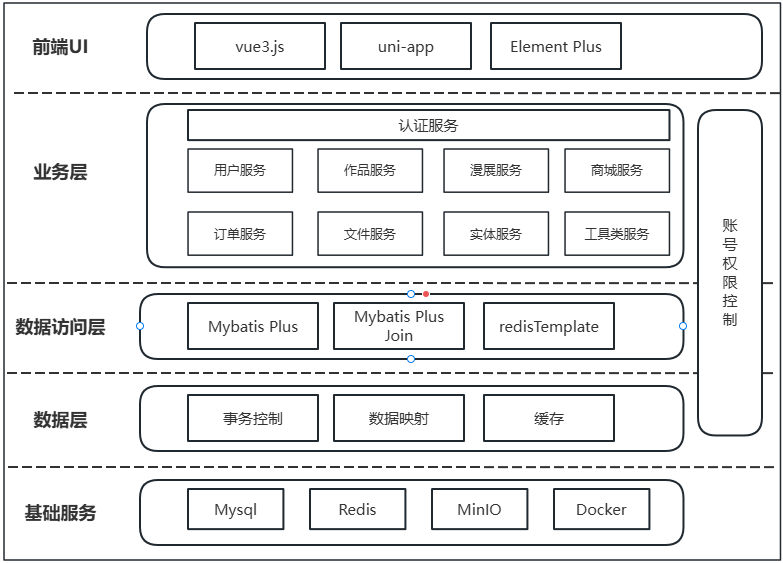 前端UI
vue3.js
uni-app
Element Plus
业务层
认证服务
用户服务
作品服务
漫展服务
商城服务
订单服务
文件服务
实体服务
工具类服务
账
号
权
限
控
制
数据访问层
Mybatis Plus
Mybatis Plus
Join
redisTemplate
数据层
事务控制
数据映射
缓存
基础服务
Mysql
Redis
MinIO
Docker